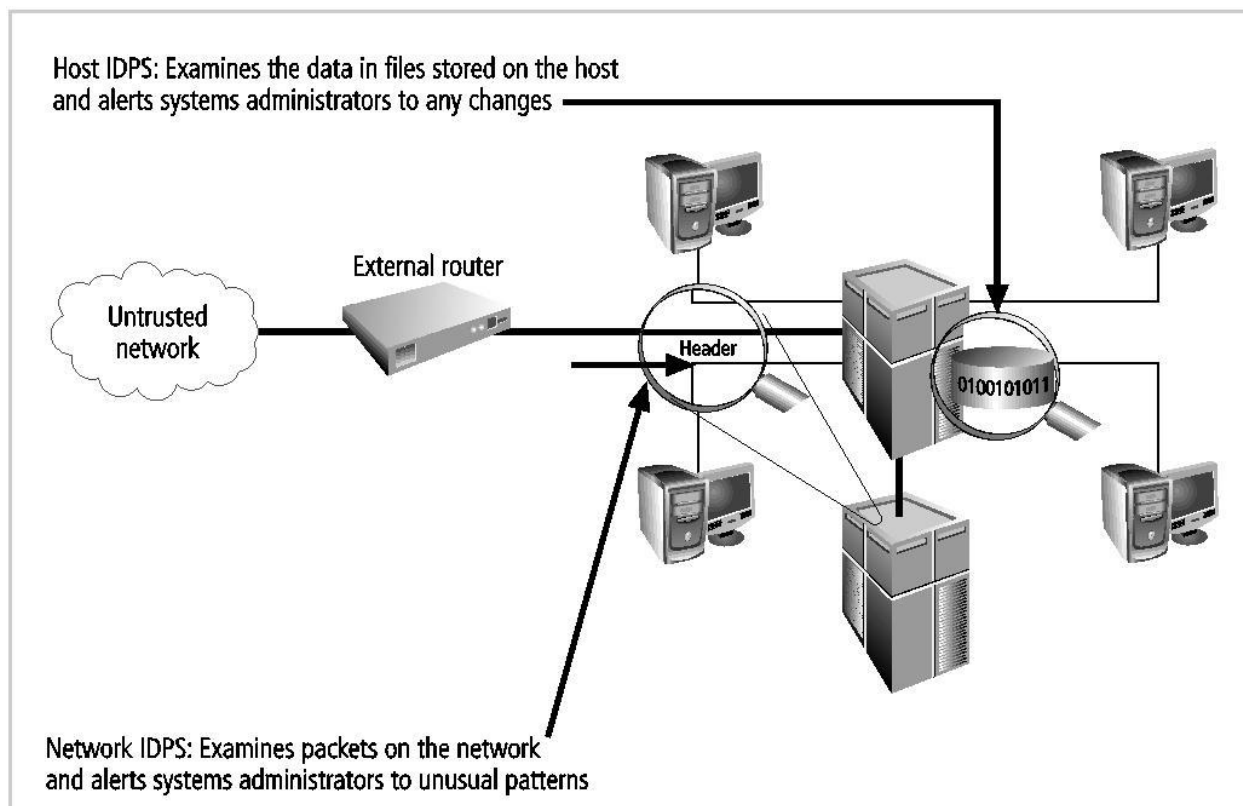 Host IDPS: Examines the data in files stored on the host
and alerts systems administrators to any changes
External router
Untrusted
network
Header
0100101011
Network IDPS: Examines packets on the network
and alerts systems administrators to unusual patterns